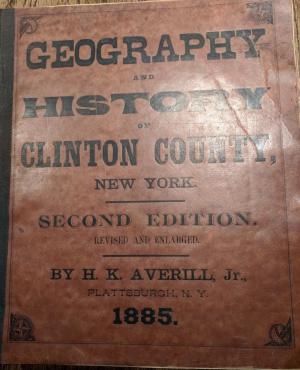 GEOGRAPHY
AND
HISTORY
OF
CLINTON COUNTY,
NEW YORK.
SECOND EDITION.
REVISED AND ENLARGED.
BY H. K. AVERILL, Jr.,
PLATTSBURGH, N. Y.
1885.